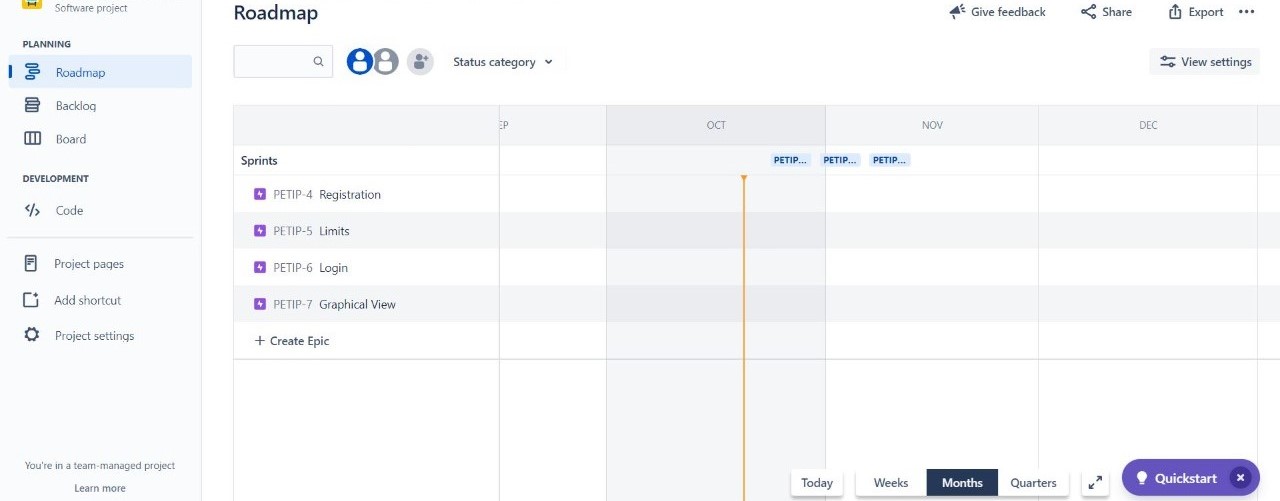 Software project
PLANNING
Roadmap
Backlog
Board
DEVELOPMENT
Code
Project pages
Add shortcut
Project settings
You're in a team-managed project
Learn more
Roadmap
Give feedback
Share
Export
Status category
View settings
EP
OCT
NOV
DEC
Sprints
PETIP...
PETIP...
PETIP...
PETIP-4 Registration
PETIP-5 Limits
PETIP-6 Login
PETIP-7 Graphical View
+ Create Epic
Today
Weeks
Months
Quarters
Quickstart